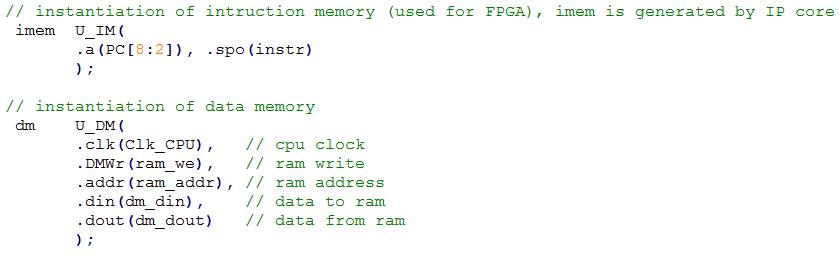 // instantiation of intruction memory (used for FPGA), imem is generated by IP core
imem  U_IM(
      .a(PC[8:2]), .spo(instr)
      );
// instantiation of data memory
dm    U_DM(
      .clk(Clk_CPU),   // cpu clock
      .DMWr(ram_we),   // ram write
      .addr(ram_addr), // ram address
      .din(dm_din),    // data to ram
      .dout(dm_dout)   // data from ram
      );